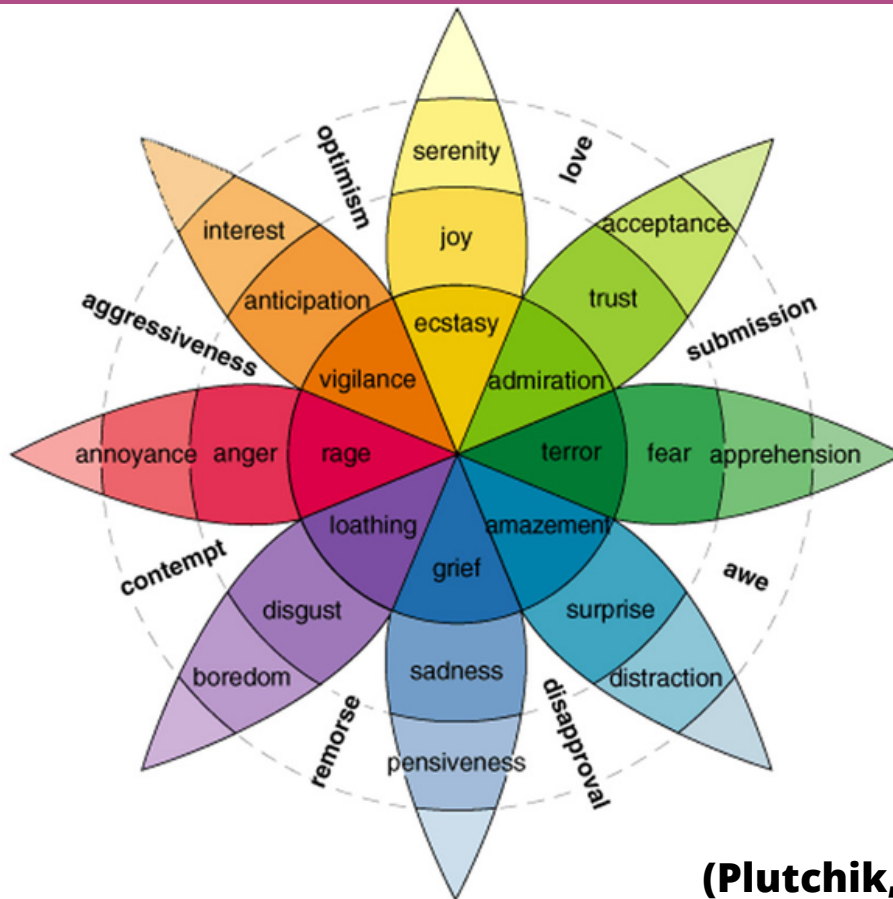 serenity
optimism
love
interest
joy
acceptance
anticipation
trust
ecstasy
aggressiveness
submission
vigilance
admiration
annoyance
anger
rage
terror
fear
apprehension
loathing
amazement
grief
contempt
awe
disgust
surprise
boredom
sadness
distraction
remorse
disapproval
pensiveness
(Plutchik,